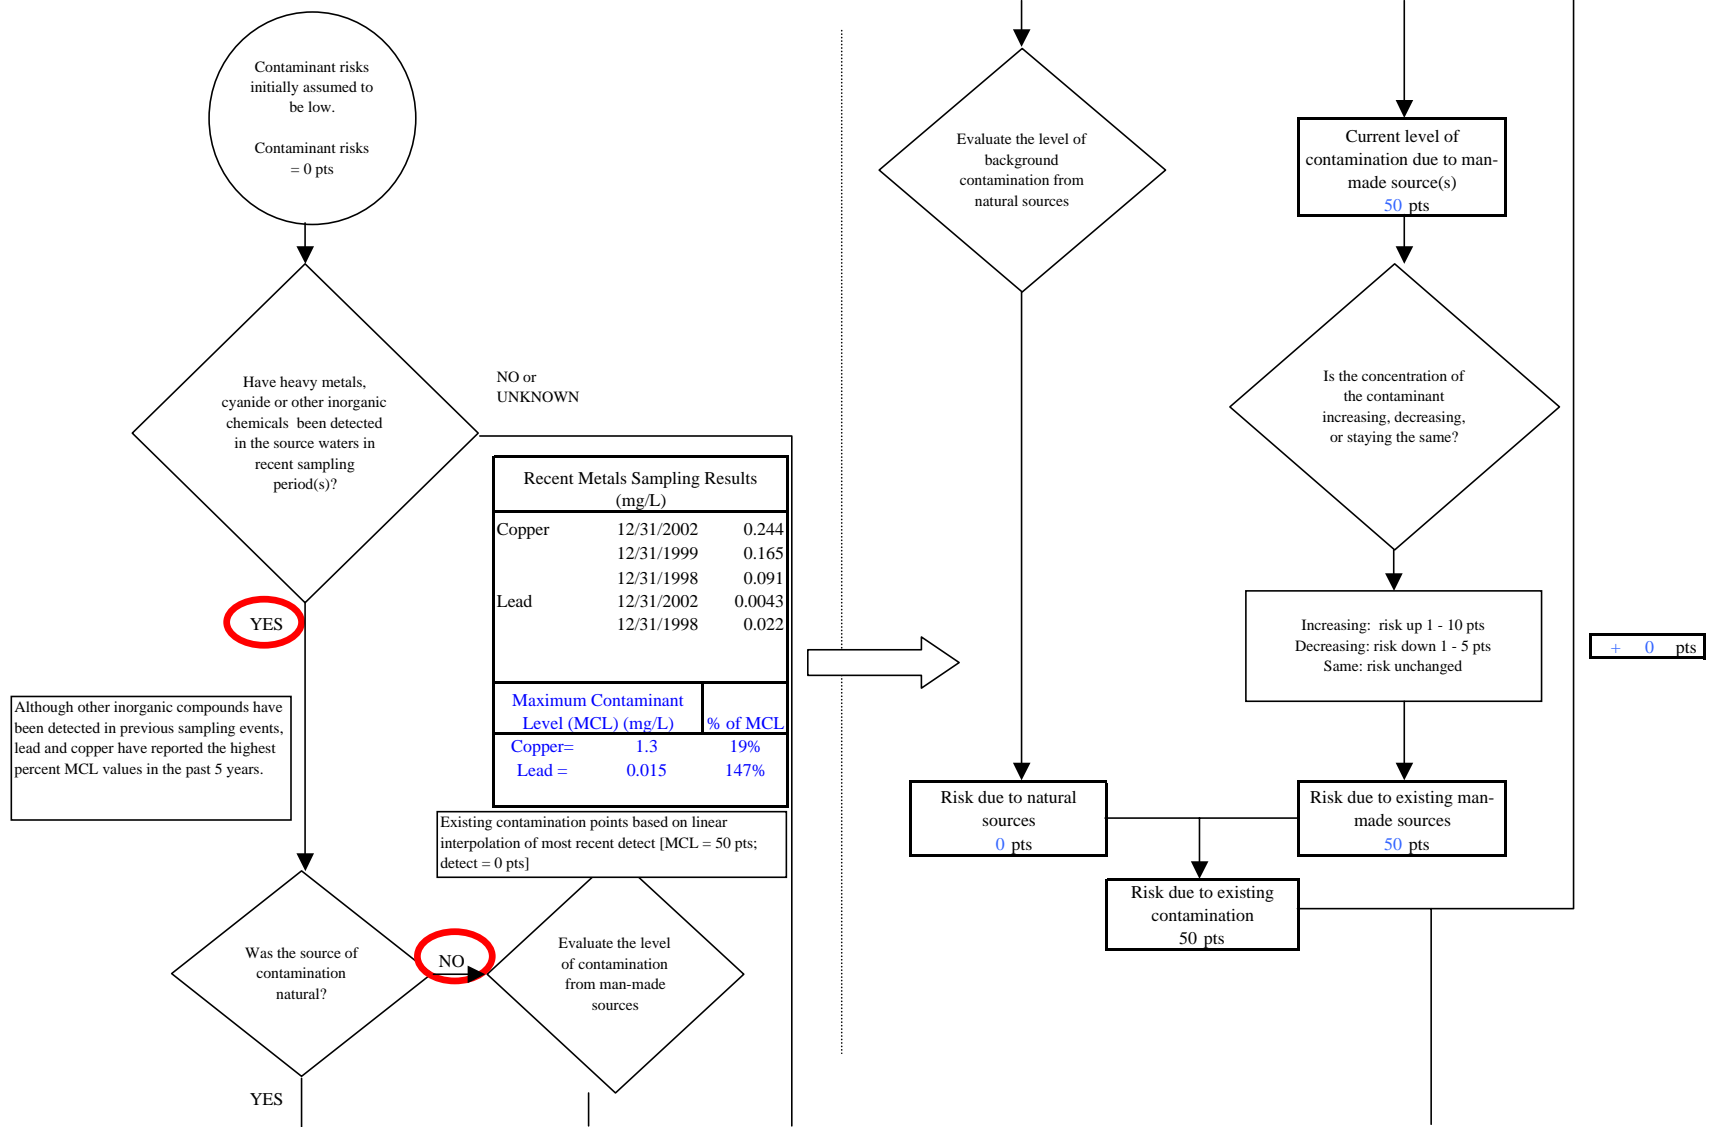 Contaminant risks
initially assumed to
be low.
Contaminant risks
= 0 pts
Have heavy metals,
cyanide or other inorganic
chemicals been detected
in the source waters in
recent sampling
period(s)?
NO or
UNKNOWN
YES
Recent Metals Sampling Results
(mg/L)
Copper 12/31/2002 0.244
12/31/1999 0.165
12/31/1998 0.091
Lead 12/31/2002 0.0043
12/31/1998 0.022
Maximum Contaminant
Level (MCL) (mg/L) % of MCL
Copper= 1.3 19%
Lead = 0.015 147%
Although other inorganic compounds have
been detected in previous sampling events,
lead and copper have reported the highest
percent MCL values in the past 5 years.
Existing contamination points based on linear
interpolation of most recent detect [MCL = 50 pts;
detect = 0 pts]
Was the source of
contamination
natural?
NO
Evaluate the level
of contamination
from man-made
sources
YES
Evaluate the level of
background
contamination from
natural sources
Current level of
contamination due to man-
made source(s)
50 pts
Is the concentration of
the contaminant
increasing, decreasing,
or staying the same?
Increasing: risk up 1 - 10 pts
Decreasing: risk down 1 - 5 pts
Same: risk unchanged
+ 0 pts
Risk due to natural
sources
0 pts
Risk due to existing man-
made sources
50 pts
Risk due to existing
contamination
50 pts